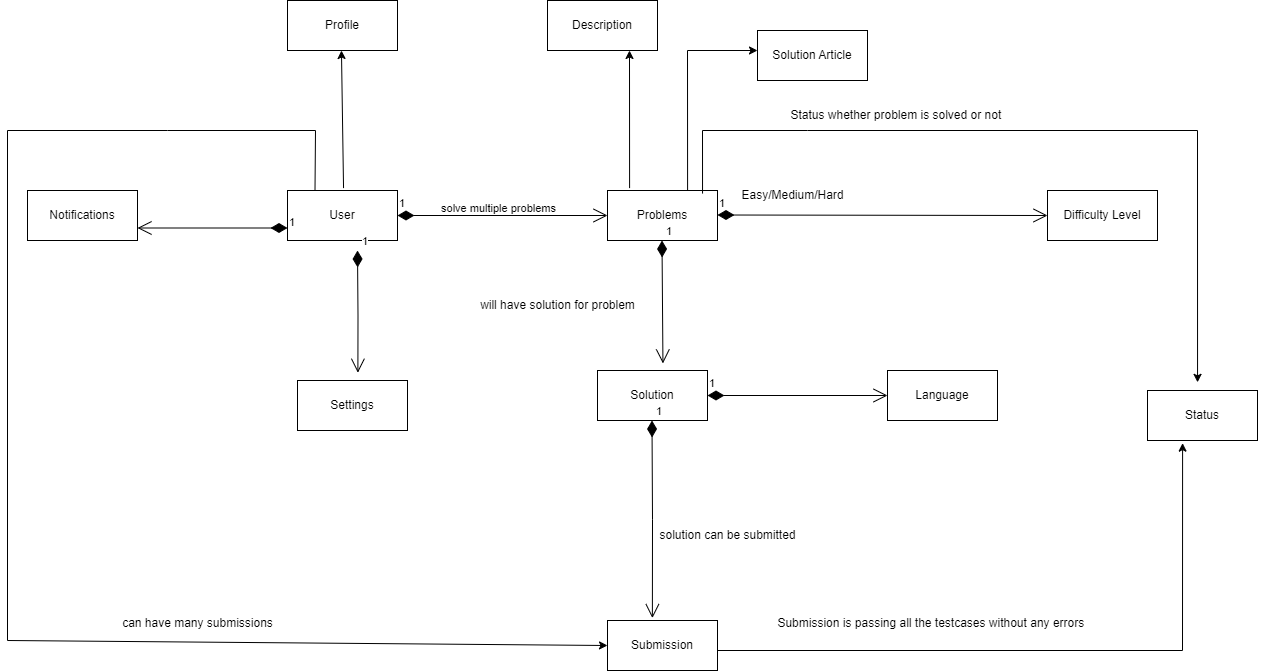 Profile
Description
Solution Article
Status whether problem is solved or not
Easy/Medium/Hard
Notifications
1
User
1
solve multiple problems
Problems
1
Difficulty Level
1
1
will have solution for problem
Settings
Solution
1
1
Language
Status
solution can be submitted
can have many submissions
Submission
Submission is passing all the testcases without any errors